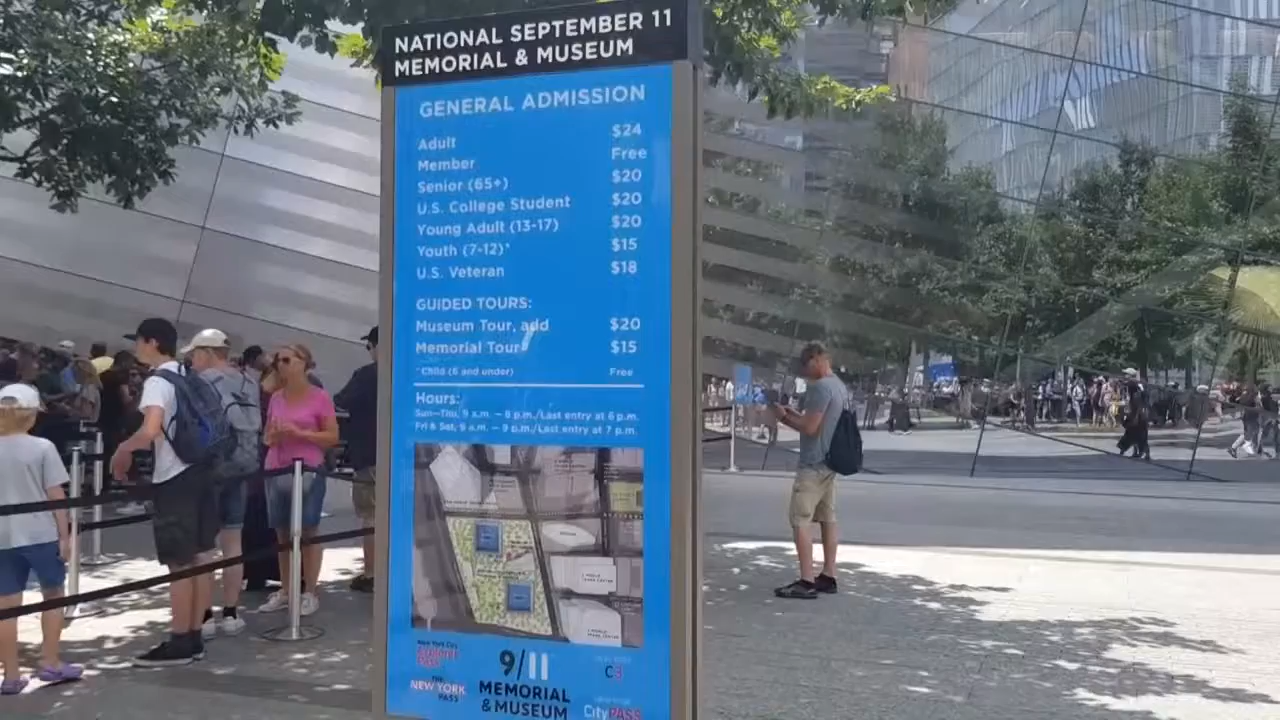 NATIONAL SEPTEMBER 11
MEMORIAL & MUSEUM
GENERAL ADMISSION
Adult $24
Member Free
Senior (65+) $20
U.S. College Student $20
Young Adult (13-17) $20
Youth (7-12)* $15
U.S. Veteran $18
GUIDED TOURS:
Museum Tour, add $20
Memorial Tour $15
*Child (6 and under) Free
Hours:
Sun–Thu, 9 a.m. – 8 p.m./Last entry at 6 p.m.
Fri & Sat, 9 a.m. – 9 p.m./Last entry at 7 p.m.
New York City
PASS
THE
NEW YORK
PASS
9/11
MEMORIAL
& MUSEUM
C3
CityPASS